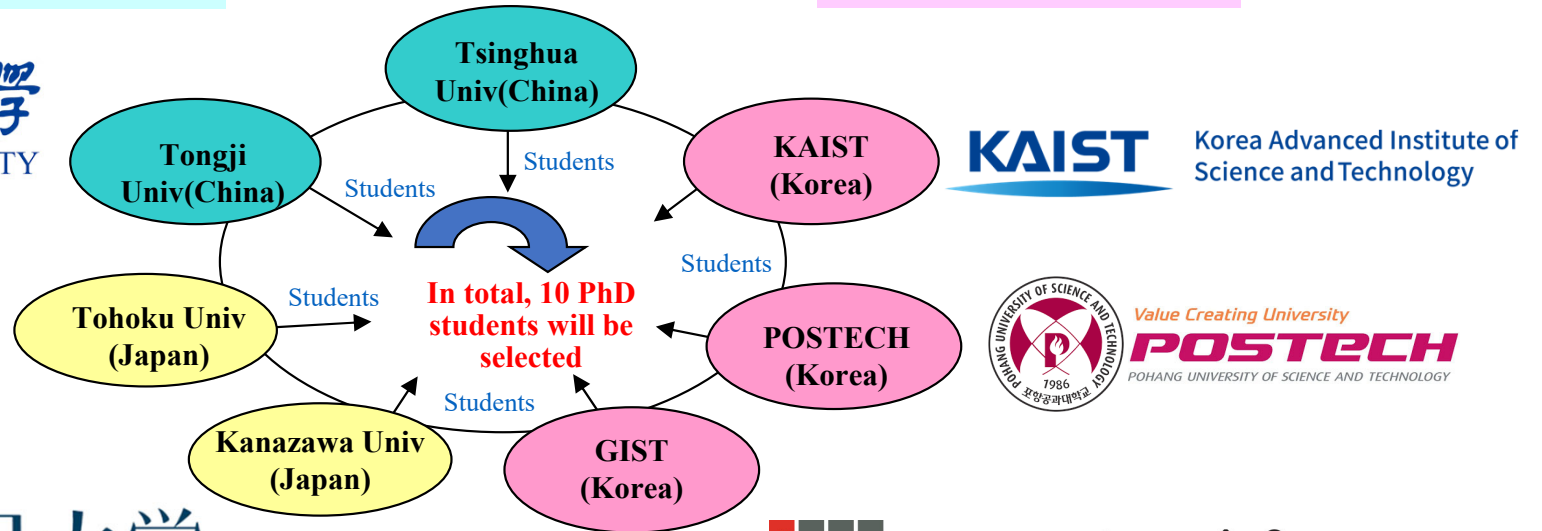 Tsinghua
Univ(China)
學
TY
Tongji
Univ(China)
Students
Students
KAIST
(Korea)
KAIST
Korea Advanced Institute of
Science and Technology
Students
Tohoku Univ
(Japan)
Students
In total, 10 PhD
students will be
selected
POSTECH
(Korea)
POHANG UNIVERSITY OF SCIENCE AND TECHNOLOGY
1986
포항공과대학교
Value Creating University
POSTECH
POHANG UNIVERSITY OF SCIENCE AND TECHNOLOGY
Students
Kanazawa Univ
(Japan)
GIST
(Korea)